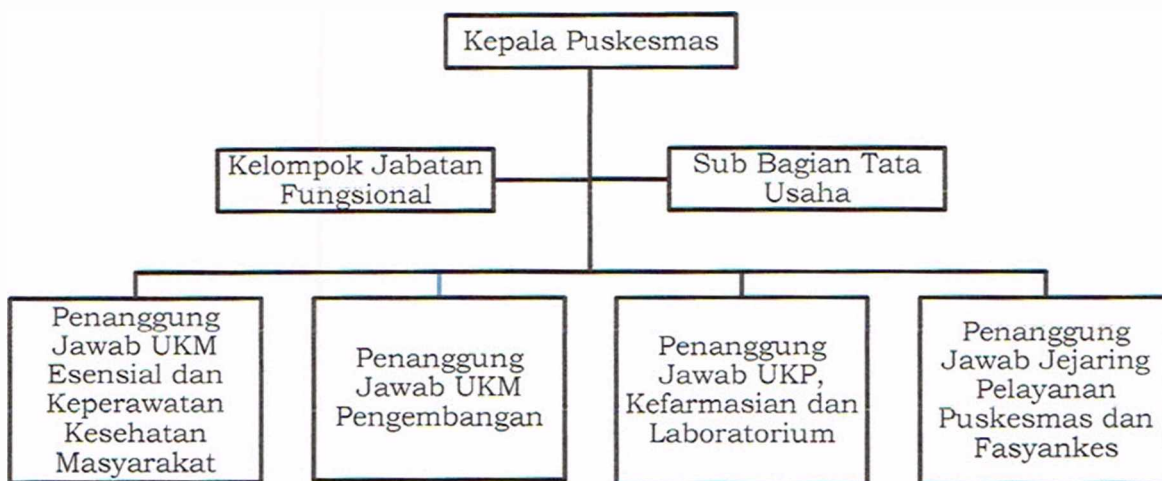 Kepala Puskesmas
Kelompok Jabatan
Fungsional
Sub Bagian Tata
Usaha
Penanggung
Jawab UKM
Esensial dan
Keperawatan
Kesehatan
Masyarakat
Penanggung
Jawab UKM
Pengembangan
Penanggung
Jawab UKP,
Kefarmasian dan
Laboratorium
Penanggung
Jawab Jejaring
Pelayanan
Puskesmas dan
Fasyankes